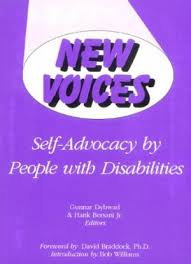 NEW
VOICES
Self-Advocacy by
People with Disabilities
Gunnar Dybwad
& Hank Bersani Jr.
Editors
Foreword by David Braddock, Ph.D.
Introduction by Bob Williams